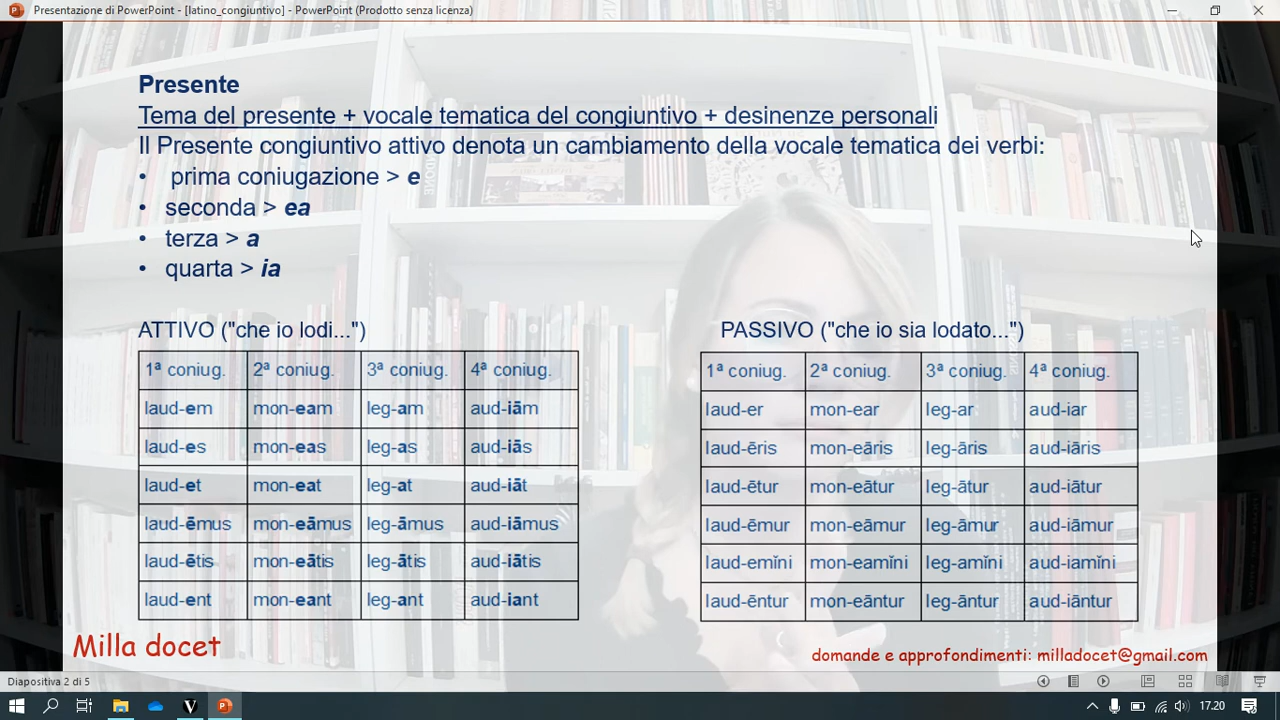 Presentazione di PowerPoint - [latino_congiuntivo] - PowerPoint (Prodotto senza licenza)
Presente
Tema del presente + vocale tematica del congiuntivo + desinenze personali
Il Presente congiuntivo attivo denota un cambiamento della vocale tematica dei verbi:
• prima coniugazione > e
• seconda > ea
• terza > a
• quarta > ia
ATTIVO ("che io lodi...")
1ª coniug. 2ª coniug. 3ª coniug. 4ª coniug.
laud-em mon-eam leg-am aud-iām
laud-es mon-eas leg-as aud-iās
laud-et mon-eat leg-at aud-iāt
laud-ēmus mon-eāmus leg-āmus aud-iāmus
laud-ētis mon-eātis leg-ātis aud-iātis
laud-ent mon-eant leg-ant aud-iant
PASSIVO ("che io sia lodato...")
1ª coniug. 2ª coniug. 3ª coniug. 4ª coniug.
laud-er mon-ear leg-ar aud-iar
laud-ēris mon-eāris leg-āris aud-iāris
laud-ētur mon-eātur leg-ātur aud-iātur
laud-ēmur mon-eāmur leg-āmur aud-iāmur
laud-emĭni mon-eamĭni leg-amĭni aud-iamĭni
laud-ēntur mon-eāntur leg-āntur aud-iāntur
Milla docet
domande e approfondimenti: milladocet@gmail.com
Diapositiva 2 di 5
17.20